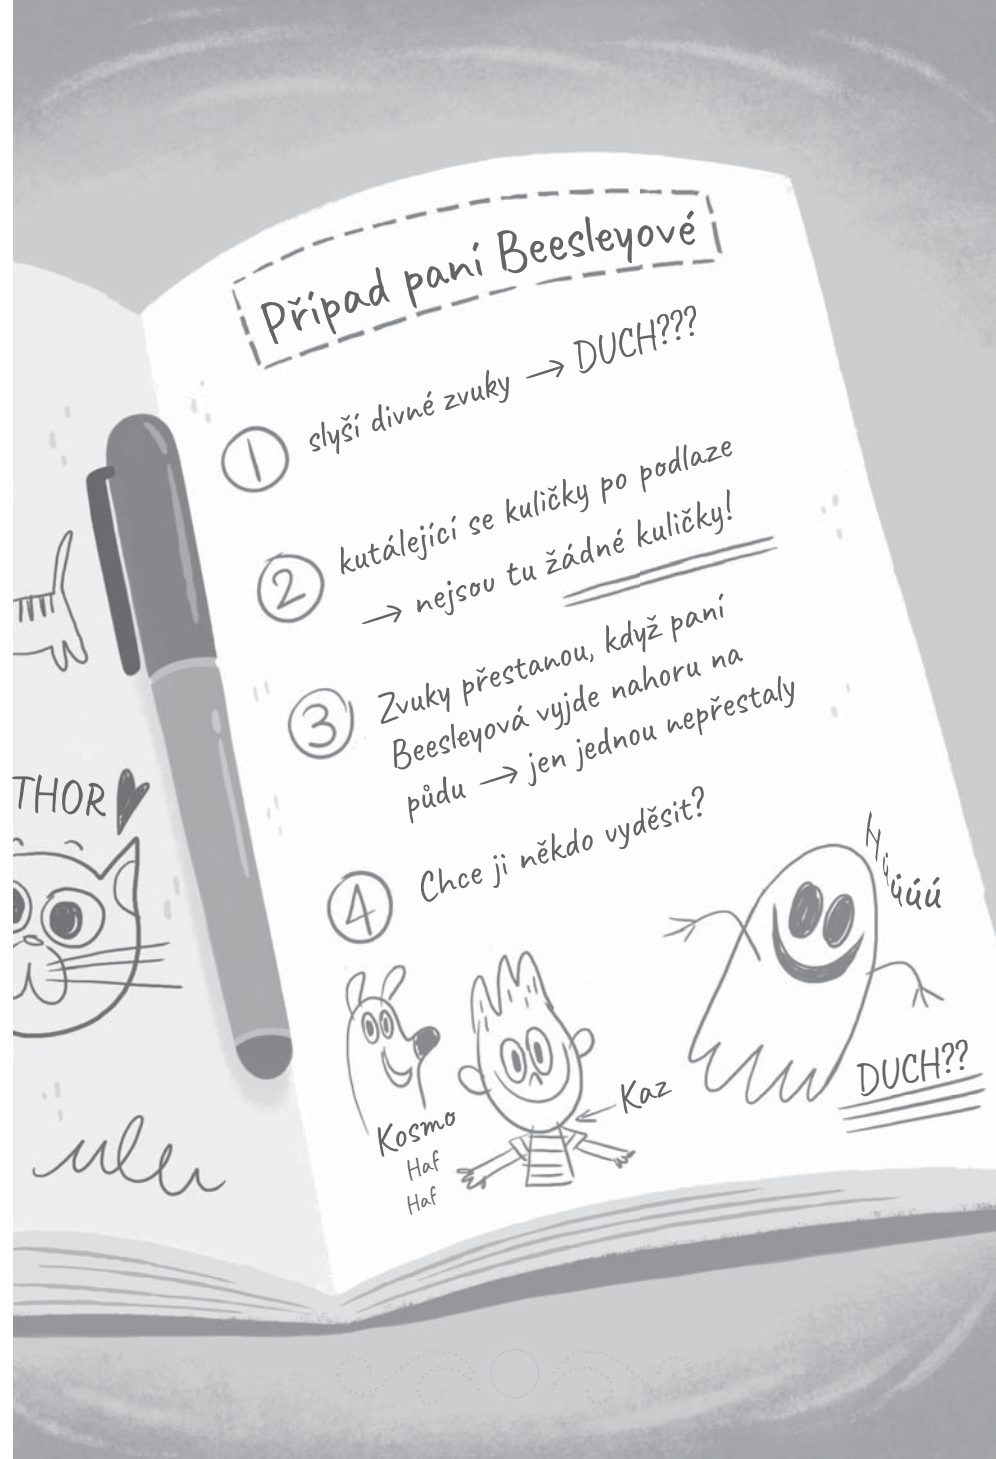 Případ paní Beesleyové
1 slyší divné zvuky → DUCH???
2 kutálející se kuličky po podlaze
→ nejsou tu žádné kuličky!
3 Zvuky přestanou, když paní
Beesleyová vyjde nahoru na
půdu → jen jednou nepřestaly
4 Chce ji někdo vyděsit?
THOR
Húúúú
Kaz
DUCH??
Kosmo
Haf
Haf